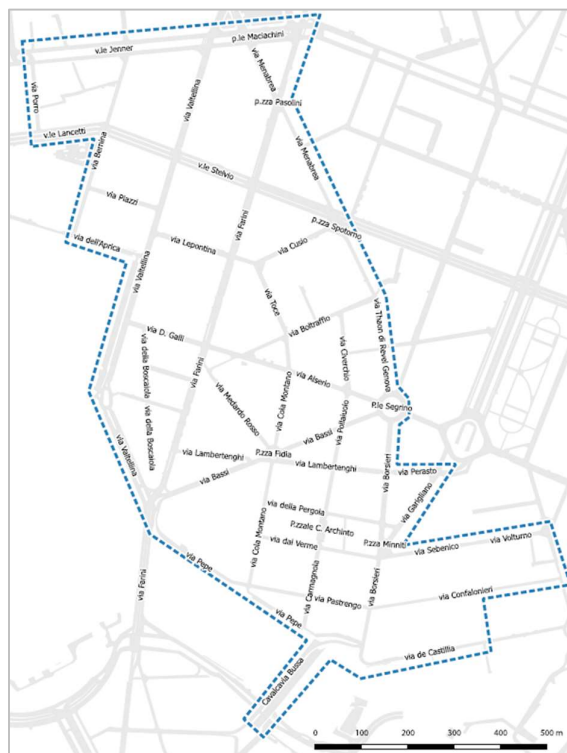 p.le Maciachini
v.le Jenner
via Menabrea
via Porro
via Valtellina
p.zza Pasolini
v.le Lancetti
via Bernina
via Menabrea
v.le Stelvio
via Piazzi
via Farini
p.zza Spotorno
via dell'Aprica
via Lepontina
via Cusio
via Valtellina
via Toce
via Thaon di Revel Genova
via Boltraffio
via D. Galli
via della Boscaiola
via Civerchio
via Farini
via Alserio
via Medardo Rosso
via Cola Montano
P.le Segrino
via della Boscaiola
via Pollaiuolo
via Bassi
via Valtellina
via Lambertenghi
P.zza Fidia
via Lambertenghi
via Borsieri
via Perasto
via Bassi
via Garigliano
via della Pergola
P.zzale C. Archinto
via Cola Montano
via dal Verme
P.zza Minniti
via Sebenico
via Volturno
via Pepe
via Farini
via Carmagnola
via Pastrengo
via Borsieri
via Confalonieri
via Pepe
via de Castillia
Cavalcavia Bussa
0 100 200 300 400 500 m